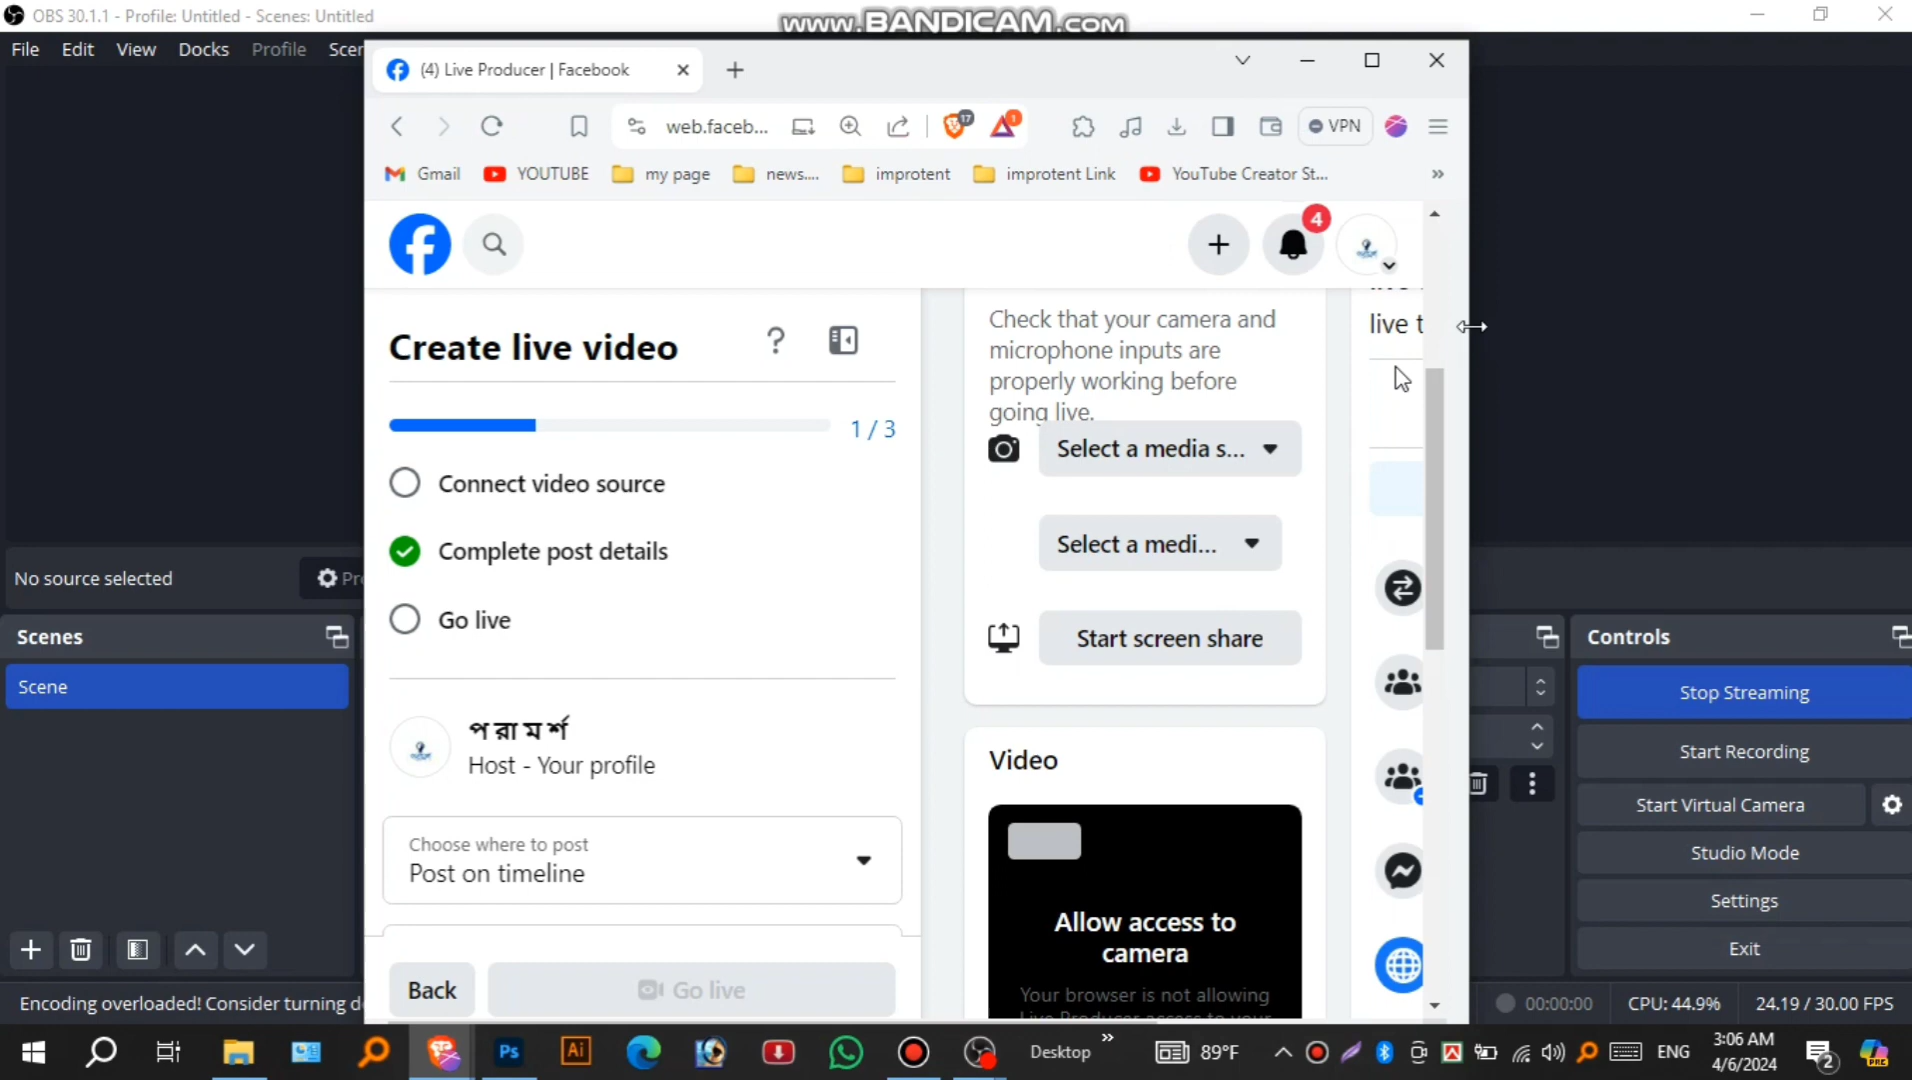 OBS 30.1.1 - Profile: Untitled - Scenes: Untitled
www.BANDICAM.com
File Edit View Docks Profile Scen
(4) Live Producer | Facebook
web.faceb...
17
1
VPN
Gmail YOUTUBE my page news.... improtent improtent Link YouTube Creator St...
4
Create live video
1 / 3
Connect video source
Complete post details
Go live
প রা ম র্শ
Host - Your profile
Choose where to post
Post on timeline
Back
Go live
Check that your camera and
microphone inputs are
properly working before
going live.
Select a media s...
Select a medi...
Start screen share
Video
Allow access to
camera
Your browser is not allowing
live t
No source selected
Scenes
Scene
Controls
Stop Streaming
Start Recording
Start Virtual Camera
Studio Mode
Settings
Exit
Encoding overloaded! Consider turning d
00:00:00 CPU: 44.9% 24.19 / 30.00 FPS
Ps
Ai
Desktop
89°F
ENG
3:06 AM
4/6/2024
2